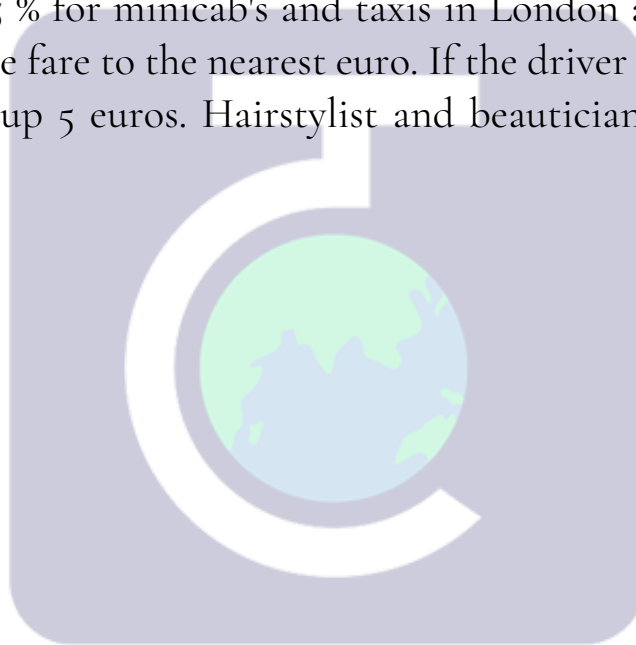 % for minicab's and taxis in London
e fare to the nearest euro. If the driver
up 5 euros. Hairstylist and beautician